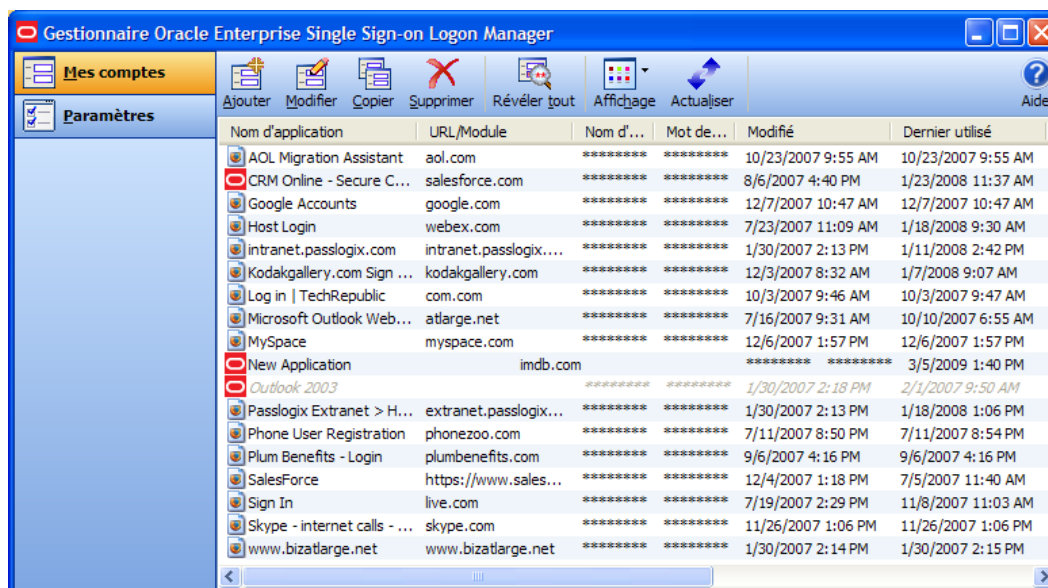 Gestionnaire Oracle Enterprise Single Sign-on Logon Manager
Mes comptes
Paramètres
Ajouter Modifier Copier Supprimer Révéler tout Affichage Actualiser Aide
Nom d'application URL/Module Nom d'... Mot de... Modifié Dernier utilisé
AOL Migration Assistant aol.com ******** ******** 10/23/2007 9:55 AM 10/23/2007 9:55 AM
CRM Online - Secure C... salesforce.com ******** ******** 8/6/2007 4:40 PM 1/23/2008 11:37 AM
Google Accounts google.com ******** ******** 12/7/2007 10:47 AM 12/7/2007 10:47 AM
Host Login webex.com ******** ******** 7/23/2007 11:09 AM 1/18/2008 9:30 AM
intranet.passlogix.com intranet.passlogix.... ******** ******** 1/30/2007 2:13 PM 1/11/2008 2:42 PM
Kodakgallery.com Sign ... kodakgallery.com ******** ******** 12/3/2007 8:32 AM 1/7/2008 9:07 AM
Log in | TechRepublic com.com ******** ******** 10/3/2007 9:46 AM 10/3/2007 9:47 AM
Microsoft Outlook Web... atlarge.net ******** ******** 7/16/2007 9:31 AM 10/10/2007 6:55 AM
MySpace myspace.com ******** ******** 12/6/2007 1:57 PM 12/6/2007 1:57 PM
New Application imdb.com ******** ******** 3/5/2009 1:40 PM
Outlook 2003 ******** ******** 1/30/2007 2:18 PM 2/1/2007 9:50 AM
Passlogix Extranet > H... extranet.passlogix... ******** ******** 1/30/2007 2:13 PM 1/18/2008 1:06 PM
Phone User Registration phonezoo.com ******** ******** 7/11/2007 8:50 PM 7/11/2007 8:54 PM
Plum Benefits - Login plumbenefits.com ******** ******** 9/6/2007 4:16 PM 9/6/2007 4:16 PM
SalesForce https://www.sales... ******** ******** 12/4/2007 1:18 PM 7/5/2007 11:40 AM
Sign In live.com ******** ******** 7/19/2007 2:29 PM 11/8/2007 11:03 AM
Skype - internet calls - ... skype.com ******** ******** 11/26/2007 1:06 PM 11/26/2007 1:06 PM
www.bizatlarge.net www.bizatlarge.net ******** ******** 1/30/2007 2:14 PM 1/30/2007 2:15 PM